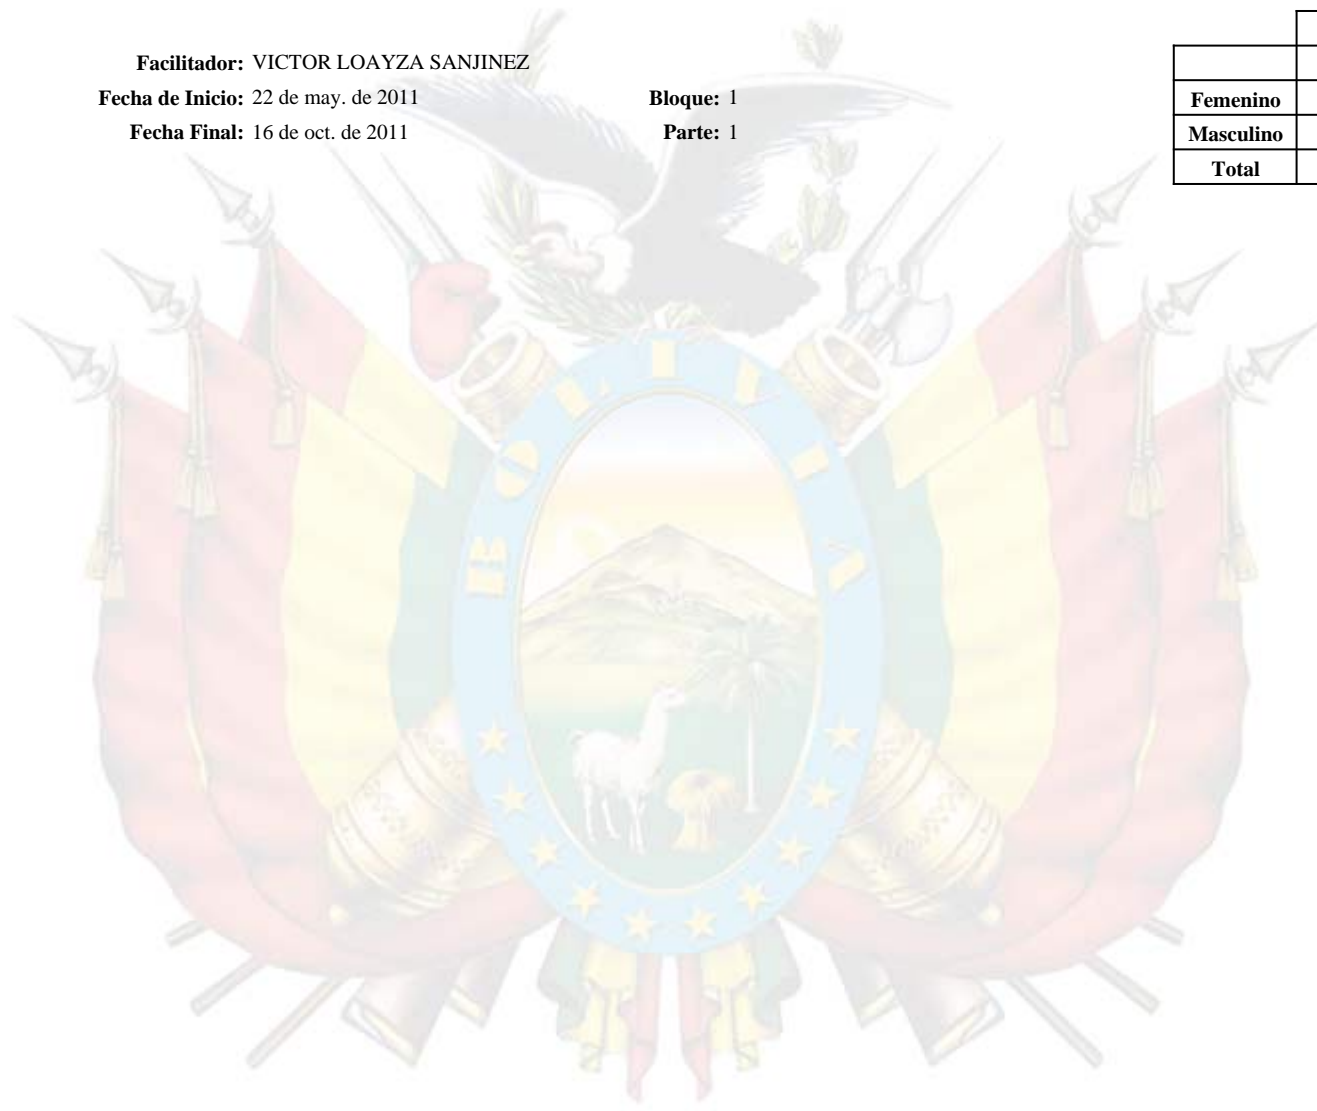 Facilitador: VICTOR LOAYZA SANJINEZ
Fecha de Inicio: 22 de may. de 2011 Bloque: 1
Fecha Final: 16 de oct. de 2011 Parte: 1
Femenino
Masculino
Total
BOLIVIA